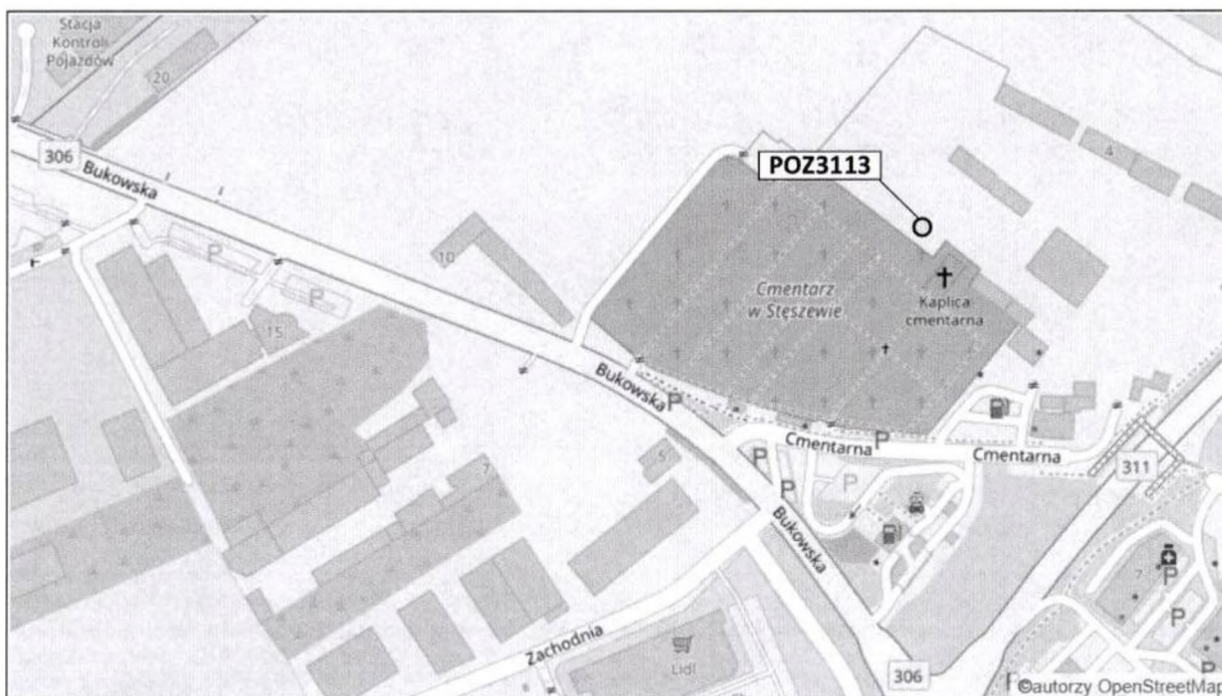 Stacja
Kontroli
Pojazdów
20
306
Bukowska
POZ3113
4
P
10
Cmentarz
w Stęszewie
Kaplica
cmentarna
P
15
Bukowska
P
Cmentarna
P
Cmentarna
311
5
P
7
P
P
Bukowska
7
P
P
Zachodnia
Lidl
306
P
P
©autorzy OpenStreetMap